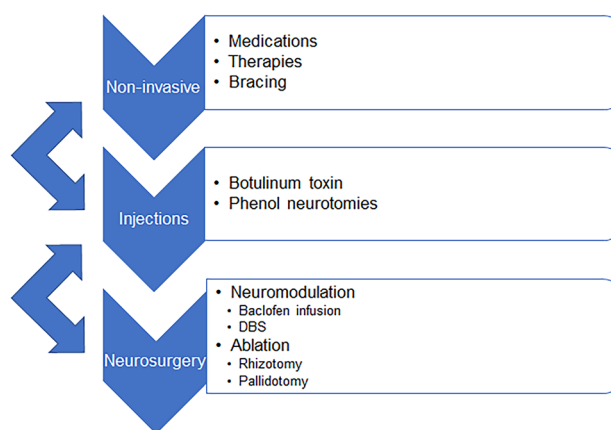 Non-invasive
• Medications
• Therapies
• Bracing
Injections
• Botulinum toxin
• Phenol neurotomies
Neurosurgery
• Neuromodulation
• Baclofen infusion
• DBS
• Ablation
• Rhizotomy
• Pallidotomy